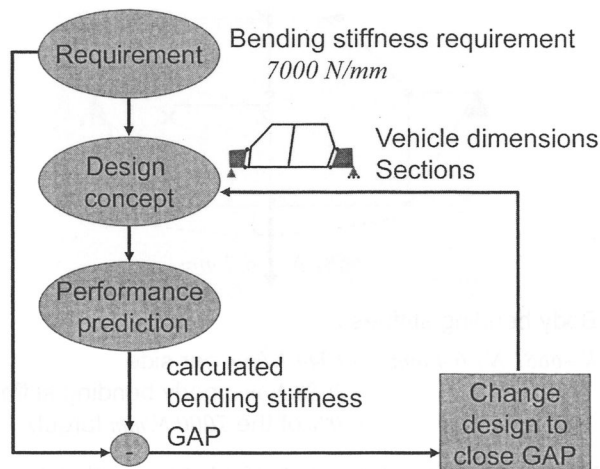 Requirement
Bending stiffness requirement
7000 N/mm
Design
concept
Vehicle dimensions
Sections
Performance
prediction
calculated
bending stiffness
GAP
-
Change
design to
close GAP